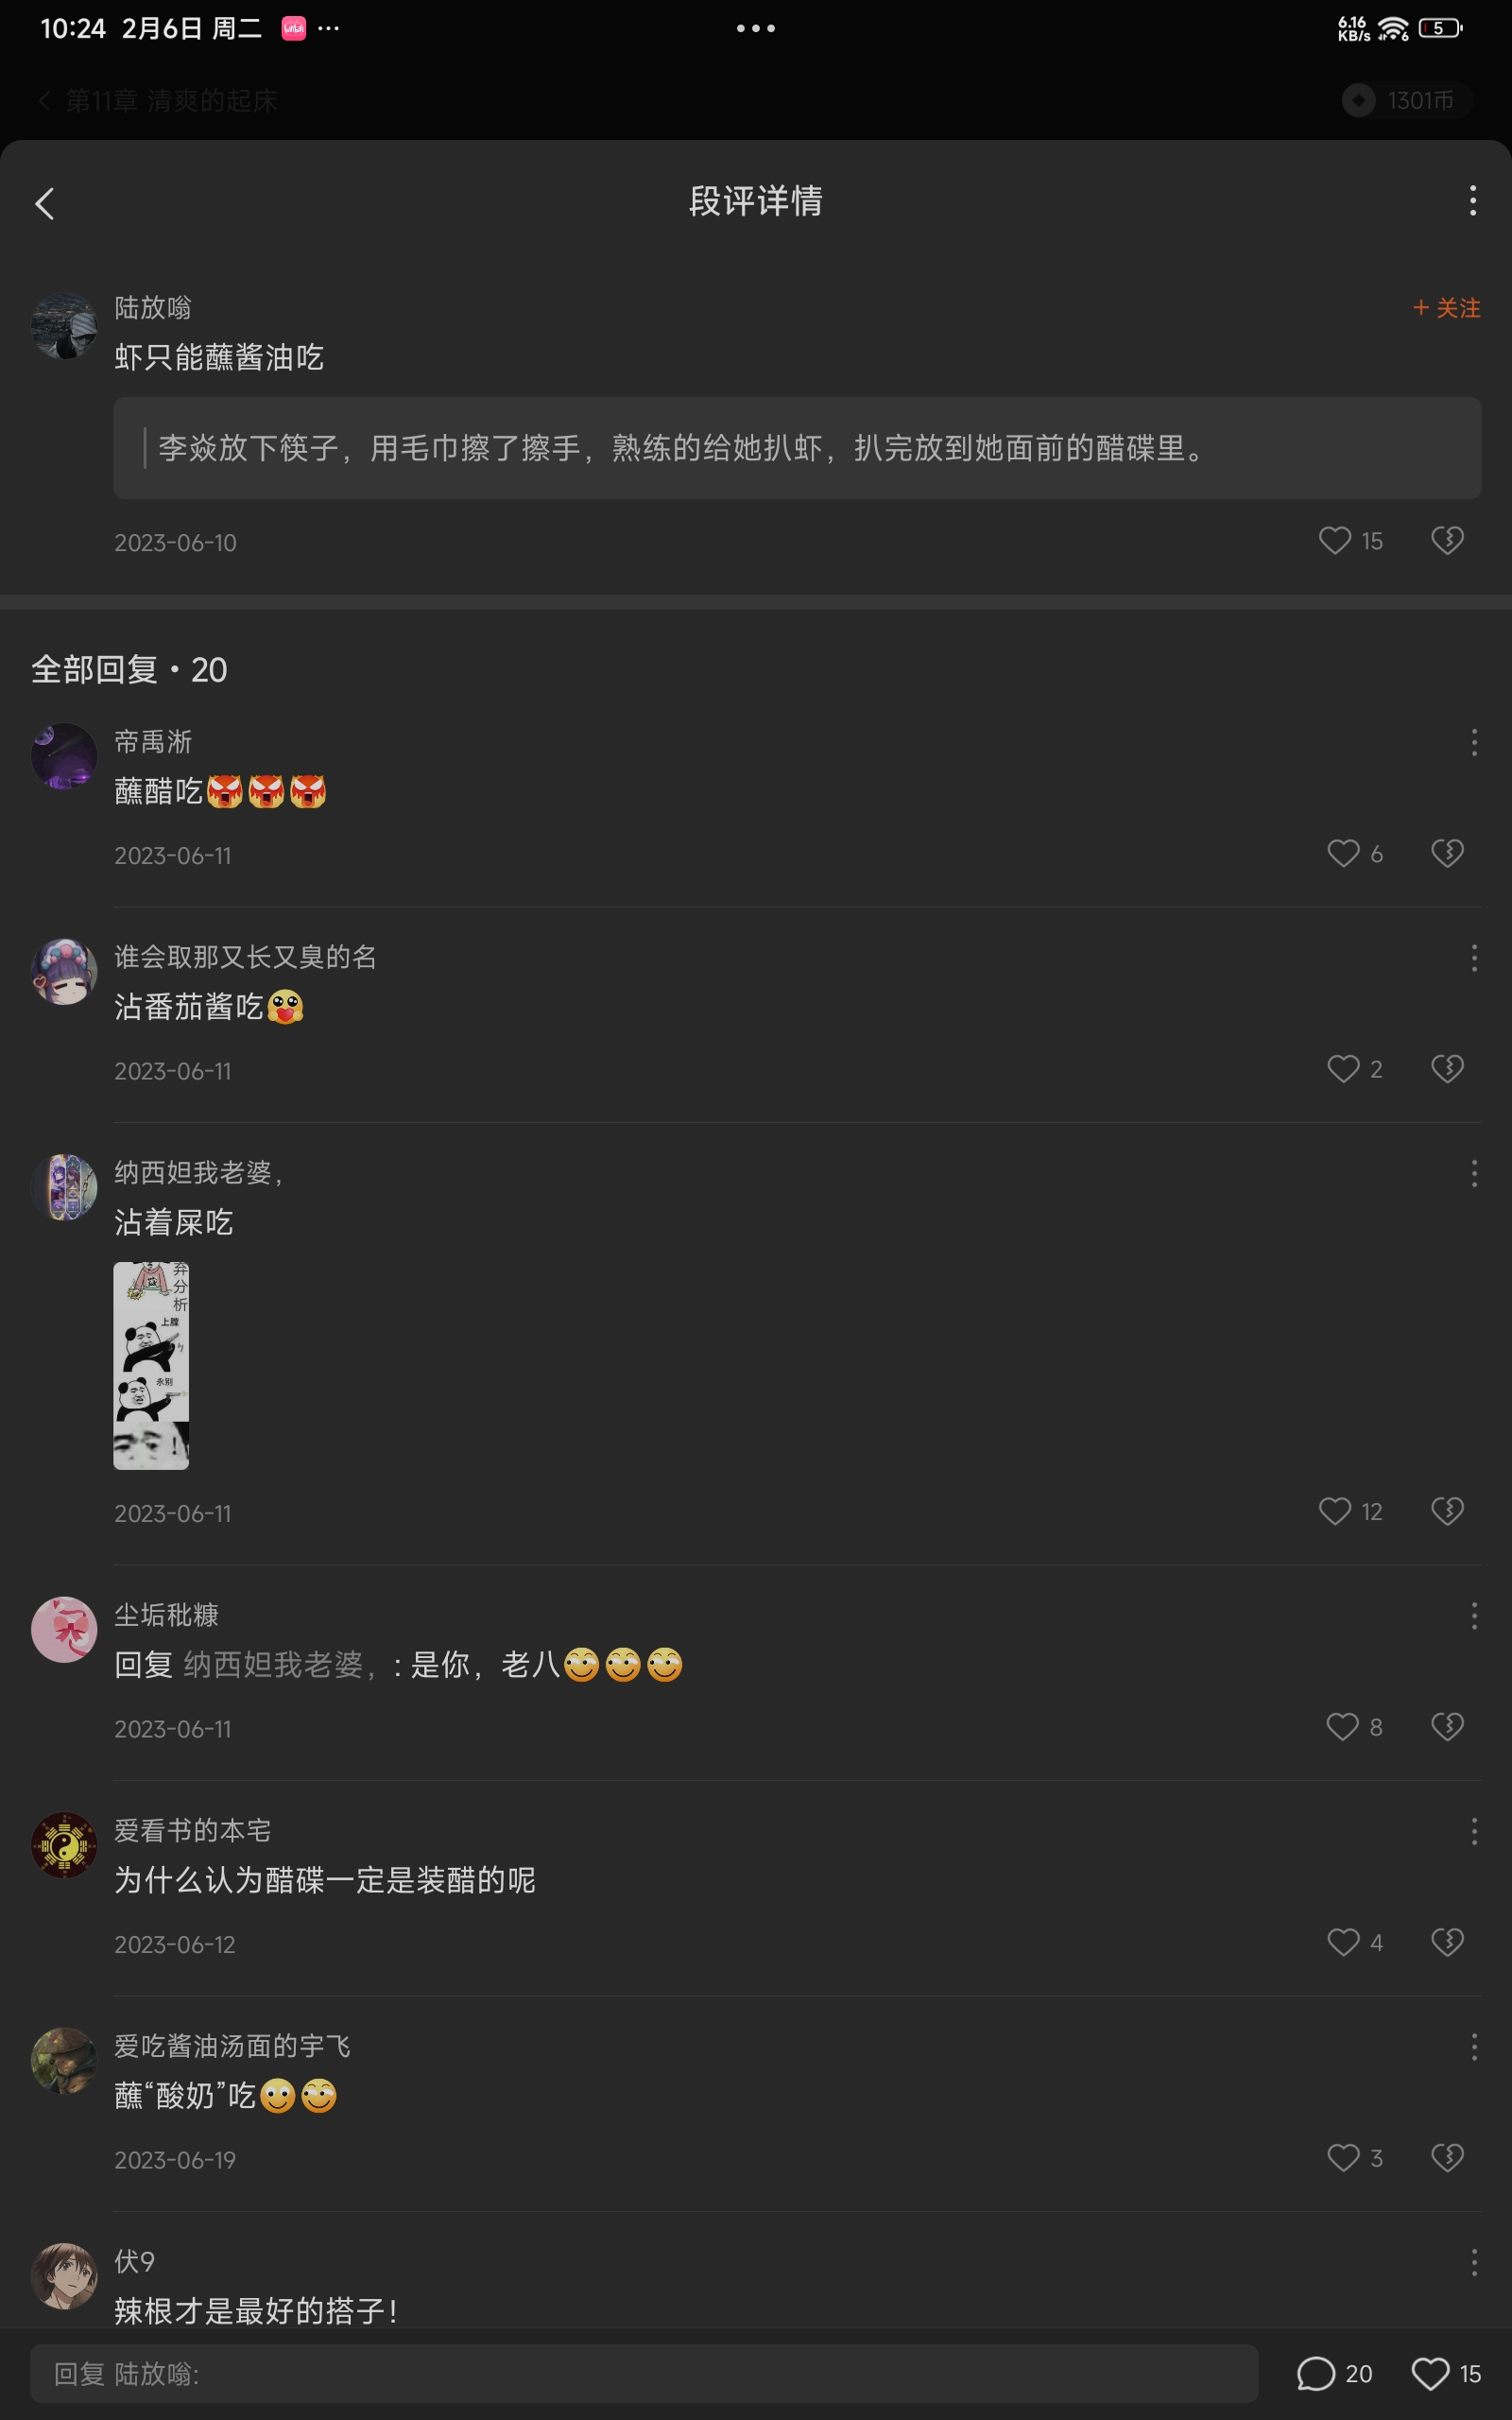 10:24 2月6日 周二
6.16 KB/s 6 5
第11章 清爽的起床
1301币
段评详情
陆放嗡
+ 关注
虾只能蘸酱油吃
李焱放下筷子，用毛巾擦了擦手，熟练的给她扒虾，扒完放到她面前的醋碟里。
2023-06-10
15
全部回复·20
帝禹淅
蘸醋吃
2023-06-11
6
谁会取那又长又臭的名
沾番茄酱吃
2023-06-11
2
纳西妲我老婆，
沾着屎吃
弃
分
析
上膛
永别
2023-06-11
12
尘垢秕糠
回复 纳西妲我老婆，: 是你，老八
2023-06-11
8
爱看书的本宅
为什么认为醋碟一定是装醋的呢
2023-06-12
4
爱吃酱油汤面的宇飞
蘸“酸奶”吃
2023-06-19
3
伏9
辣根才是最好的搭子！
回复 陆放嗡:
20
15